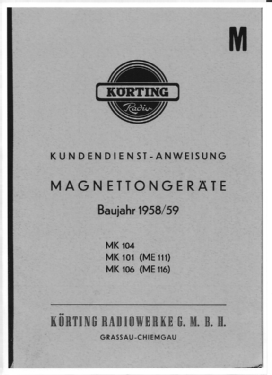 M
KÖRTING
Radio
KUNDENDIENST-ANWEISUNG
MAGNETTONGERÄTE
Baujahr 1958/59
MK 104
MK 101 (ME 111)
MK 106 (ME 116)
KÖRTING RADIOWERKE G. M. B. H.
GRASSAU-CHIEMGAU